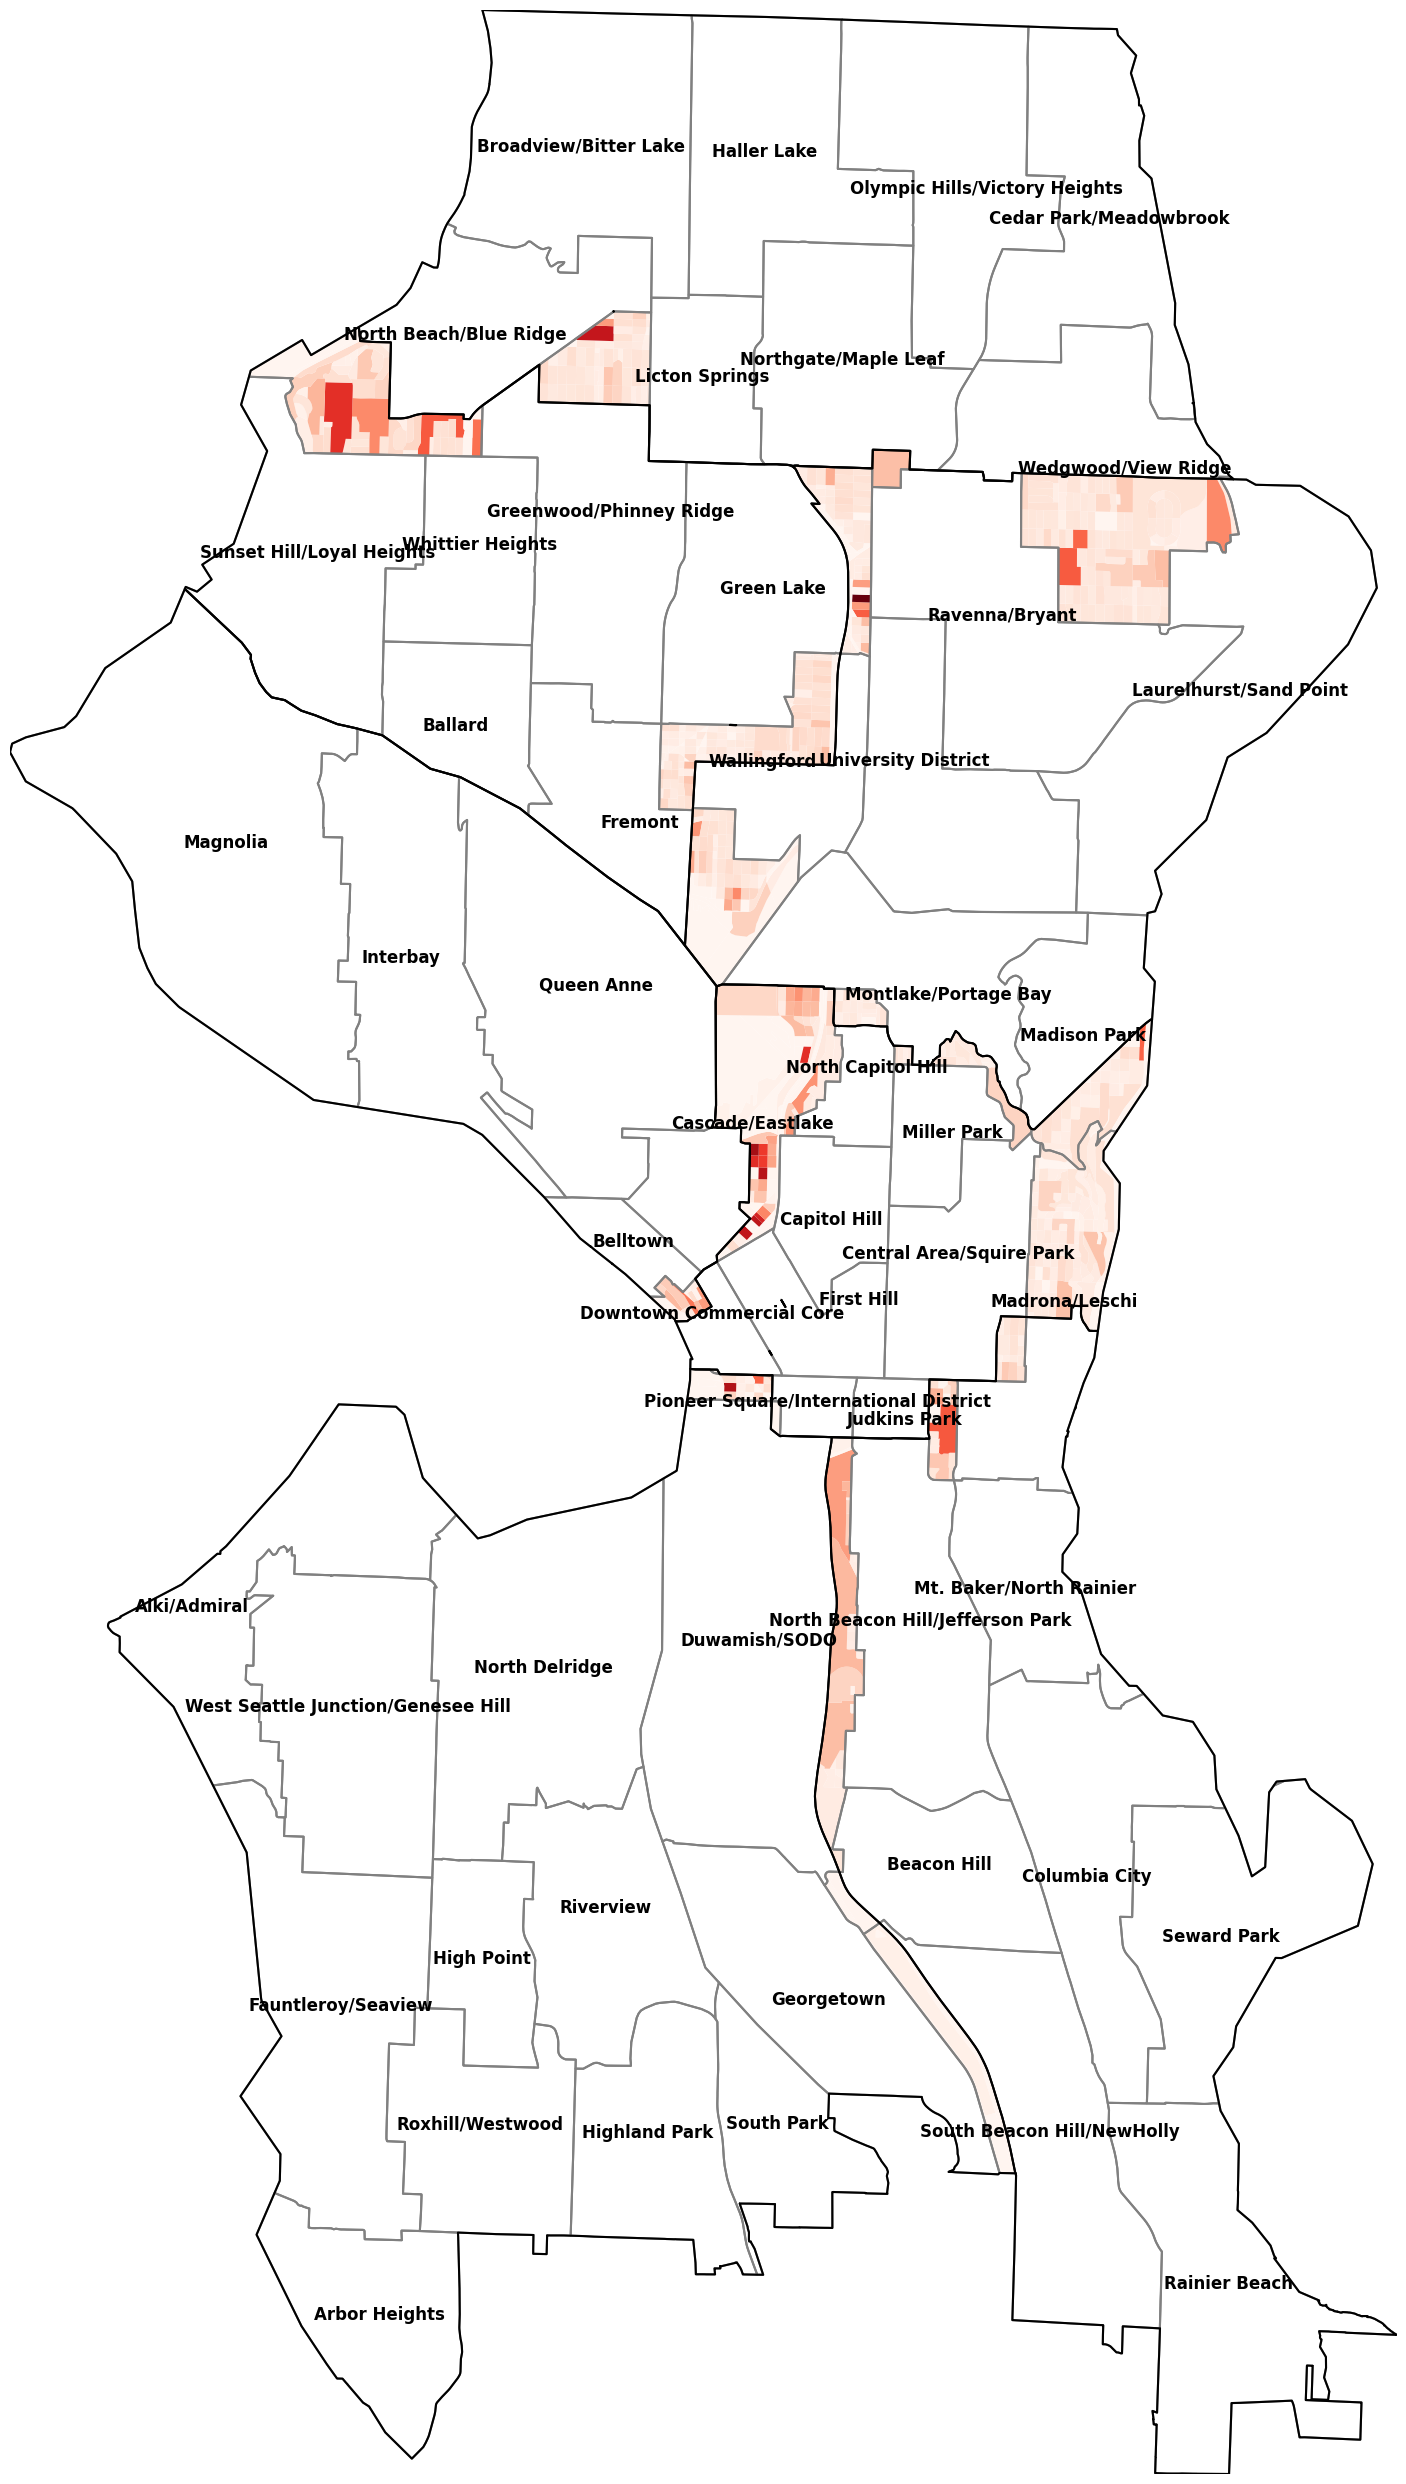 Broadview/Bitter Lake
Haller Lake
Olympic Hills/Victory Heights
Cedar Park/Meadowbrook
North Beach/Blue Ridge
Northgate/Maple Leaf
Licton Springs
Wedgwood/View Ridge
Greenwood/Phinney Ridge
Whittier Heights
Sunset Hill/Loyal Heights
Green Lake
Ravenna/Bryant
Laurelhurst/Sand Point
Ballard
Wallingford
University District
Fremont
Magnolia
Interbay
Queen Anne
Montlake/Portage Bay
Madison Park
North Capitol Hill
Cascade/Eastlake
Miller Park
Capitol Hill
Belltown
Central Area/Squire Park
First Hill
Madrona/Leschi
Downtown Commercial Core
Pioneer Square/International District
Judkins Park
Mt. Baker/North Rainier
Alki/Admiral
North Beacon Hill/Jefferson Park
Duwamish/SODO
North Delridge
West Seattle Junction/Genesee Hill
Beacon Hill
Columbia City
Riverview
Seward Park
High Point
Georgetown
Fauntleroy/Seaview
Roxhill/Westwood
South Park
Highland Park
South Beacon Hill/NewHolly
Rainier Beach
Arbor Heights